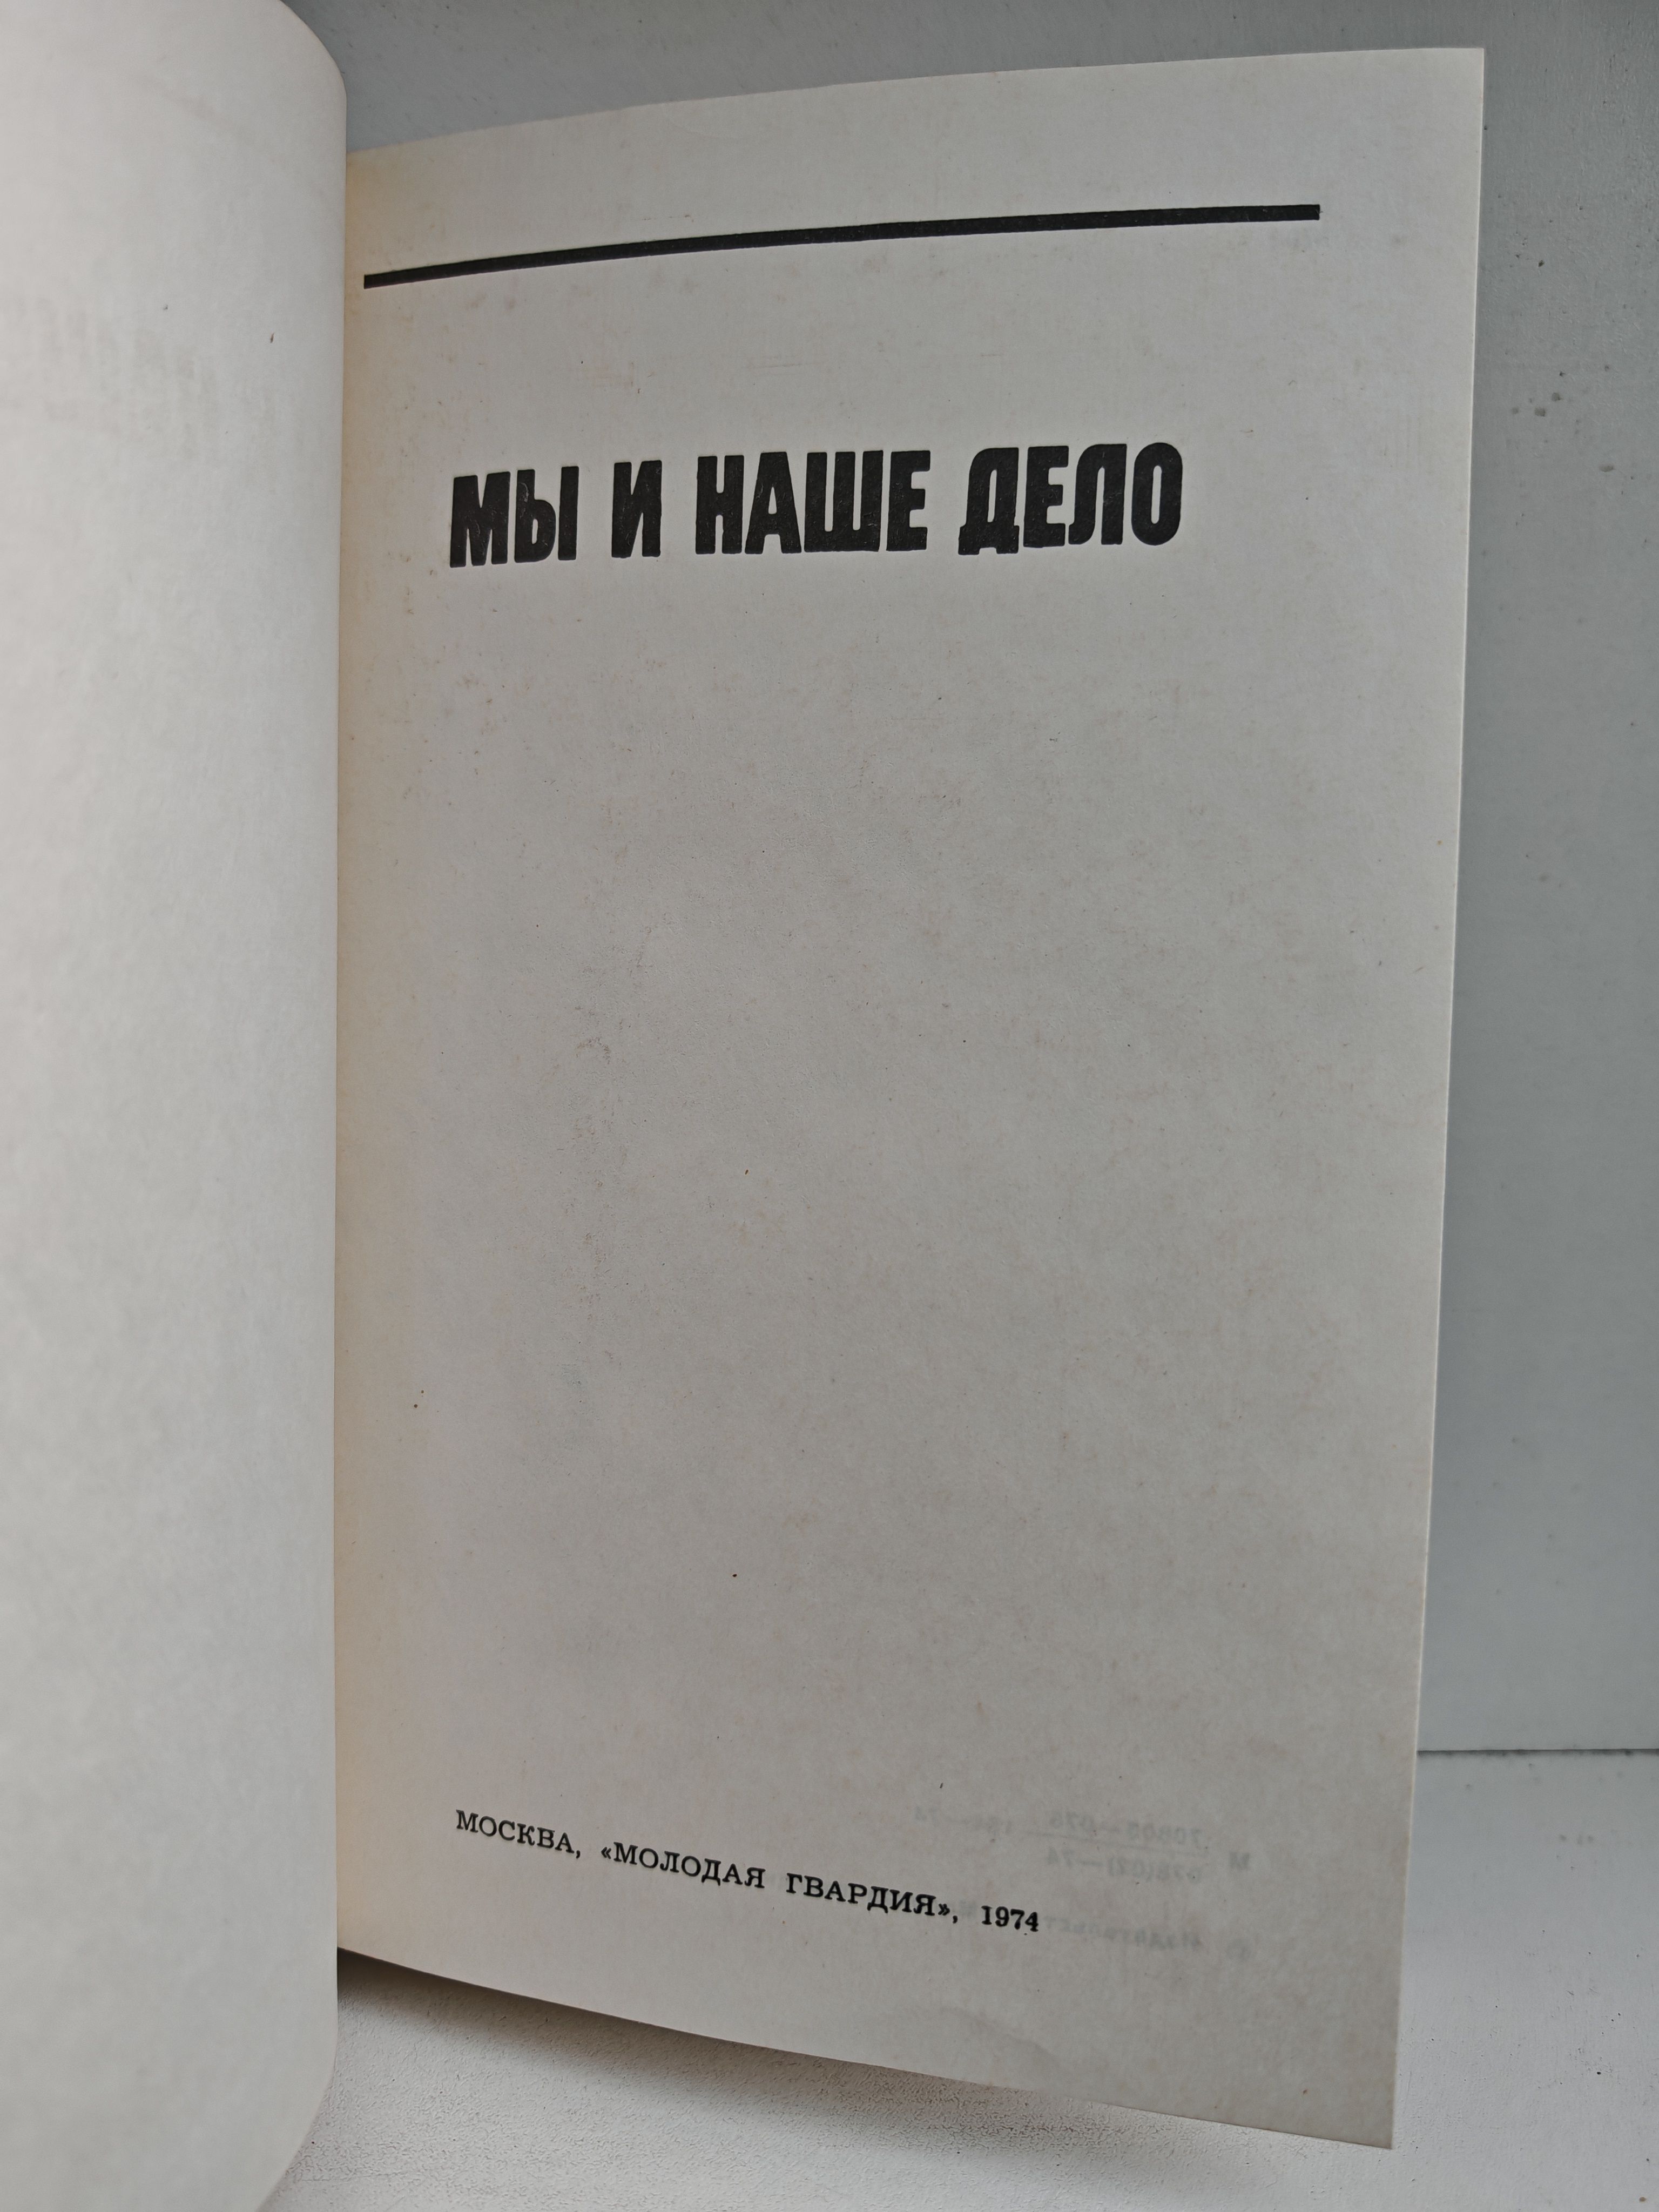 МЫ И НАШЕ ДЕЛО
МОСКВА, «МОЛОДАЯ ГВАРДИЯ», 1974